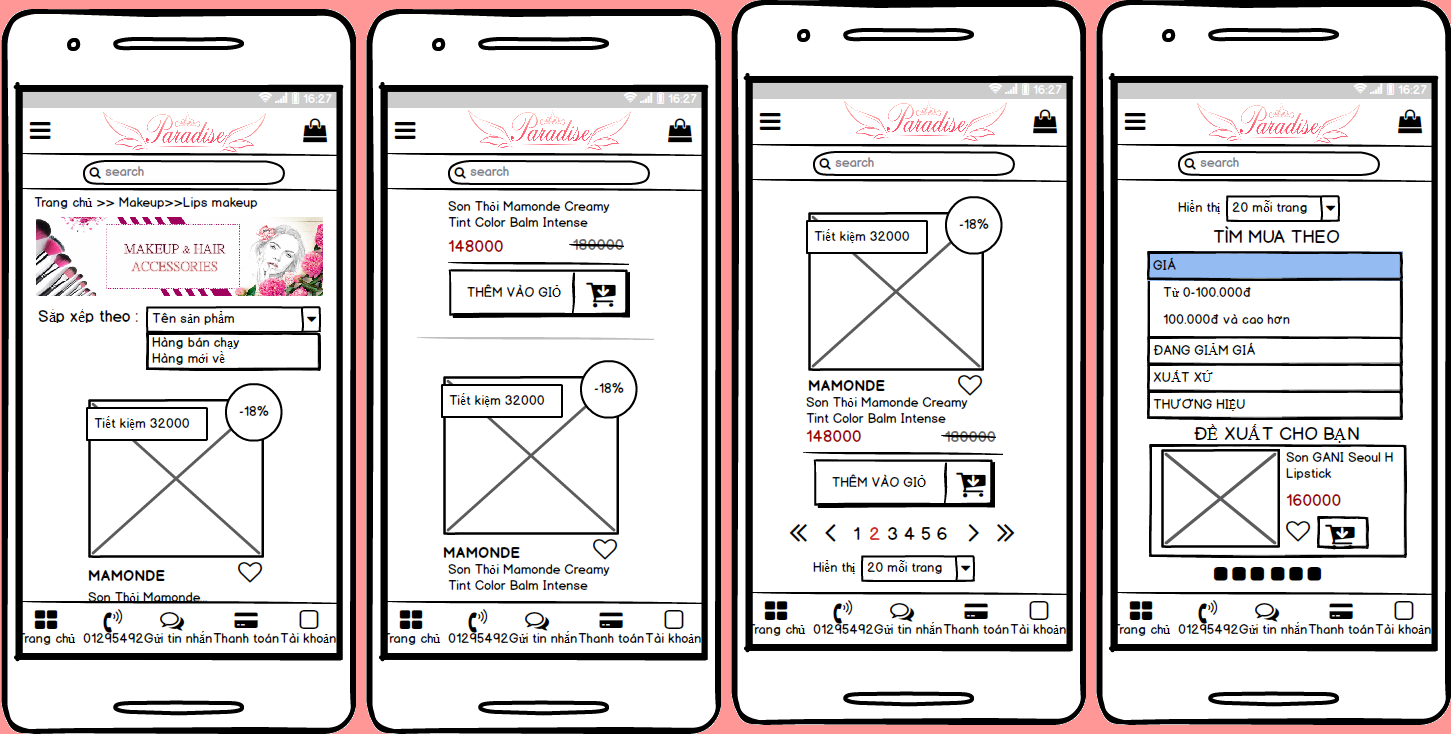 16:27
Paradise
search
Trang chủ >> Makeup>>Lips makeup
MAKEUP & HAIR
ACCESSORIES
Sắp xếp theo : Tên sản phẩm
Hàng bán chạy
Hàng mới về
-18%
Tiết kiệm 32000
MAMONDE
Son Thỏi Mamonde...
Trang chủ 01295492 Gửi tin nhắn Thanh toán Tài khoản
16:27
Paradise
search
Son Thỏi Mamonde Creamy
Tint Color Balm Intense
148000 180000
THÊM VÀO GIỎ
-18%
Tiết kiệm 32000
MAMONDE
Son Thỏi Mamonde Creamy
Tint Color Balm Intense
Trang chủ 01295492 Gửi tin nhắn Thanh toán Tài khoản
16:27
Paradise
search
-18%
Tiết kiệm 32000
MAMONDE
Son Thỏi Mamonde Creamy
Tint Color Balm Intense
148000 180000
THÊM VÀO GIỎ
1 2 3 4 5 6
Hiển thị 20 mỗi trang
Trang chủ 01295492 Gửi tin nhắn Thanh toán Tài khoản
16:27
Paradise
search
Hiển thị 20 mỗi trang
TÌM MUA THEO
GIÁ
Từ 0-100.000đ
100.000đ và cao hơn
ĐANG GIẢM GIÁ
XUẤT XỨ
THƯƠNG HIỆU
ĐỀ XUẤT CHO BẠN
Son GANI Seoul H
Lipstick
160000
Trang chủ 01295492 Gửi tin nhắn Thanh toán Tài khoản